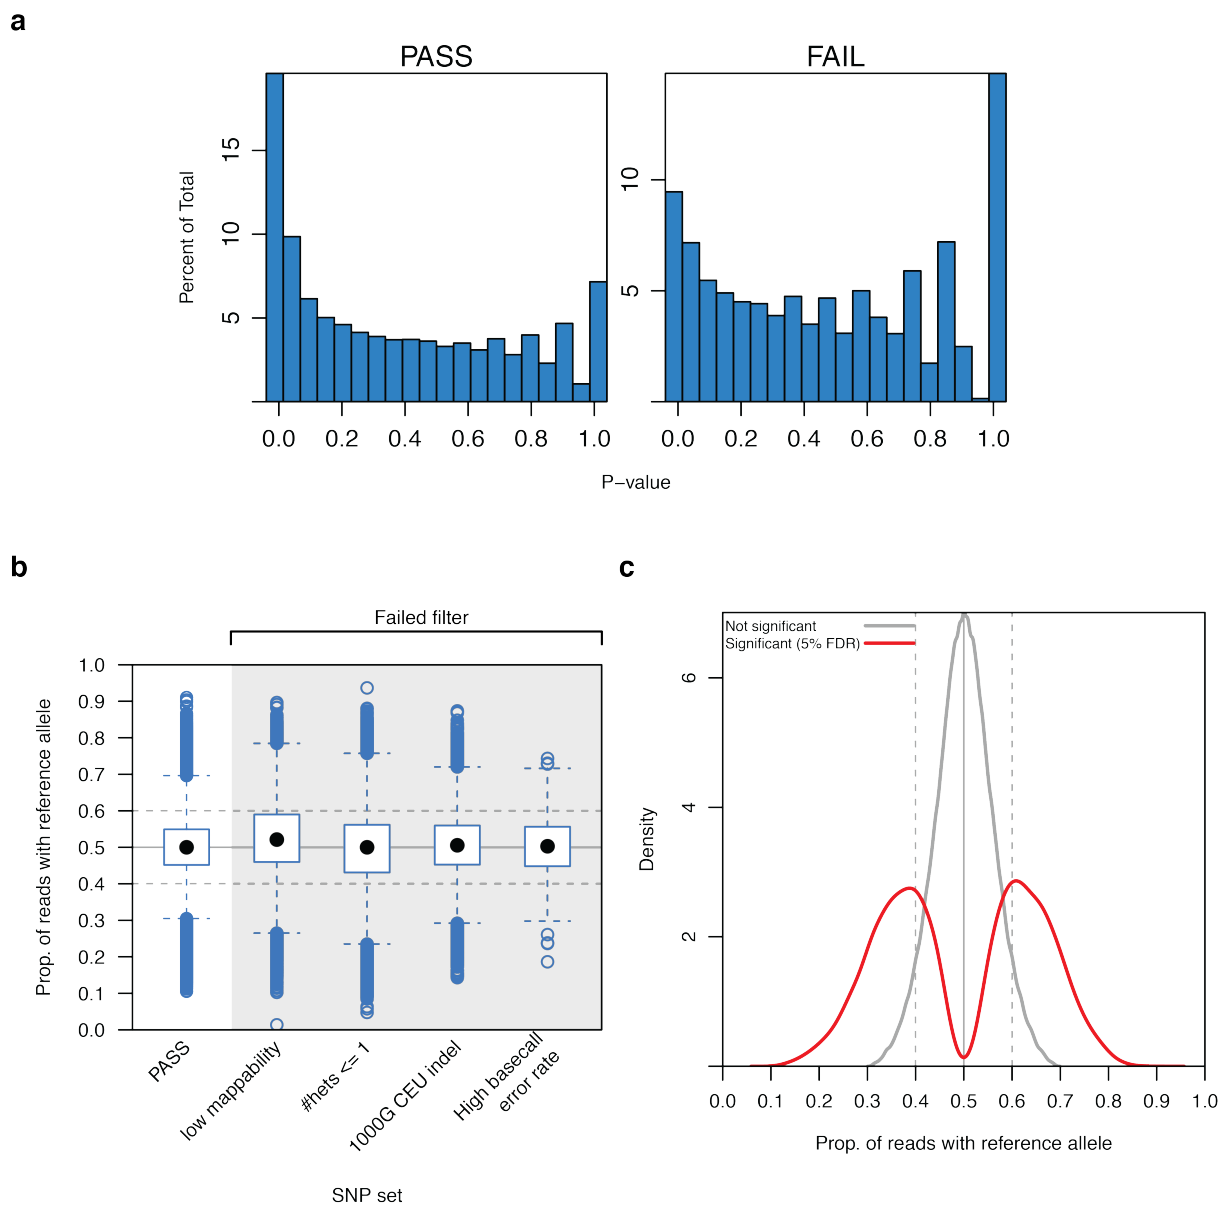 a
PASS
FAIL
Percent of Total
15
10
5
10
5
0.0 0.2 0.4 0.6 0.8 1.0
0.0 0.2 0.4 0.6 0.8 1.0
P−value
b
Failed filter
Prop. of reads with reference allele
1.0
0.9
0.8
0.7
0.6
0.5
0.4
0.3
0.2
0.1
0.0
PASS
low mappability
#hets <= 1
1000G CEU indel
High basecall
error rate
SNP set
c
Not significant
Significant (5% FDR)
Density
6
4
2
0.0 0.1 0.2 0.3 0.4 0.5 0.6 0.7 0.8 0.9 1.0
Prop. of reads with reference allele